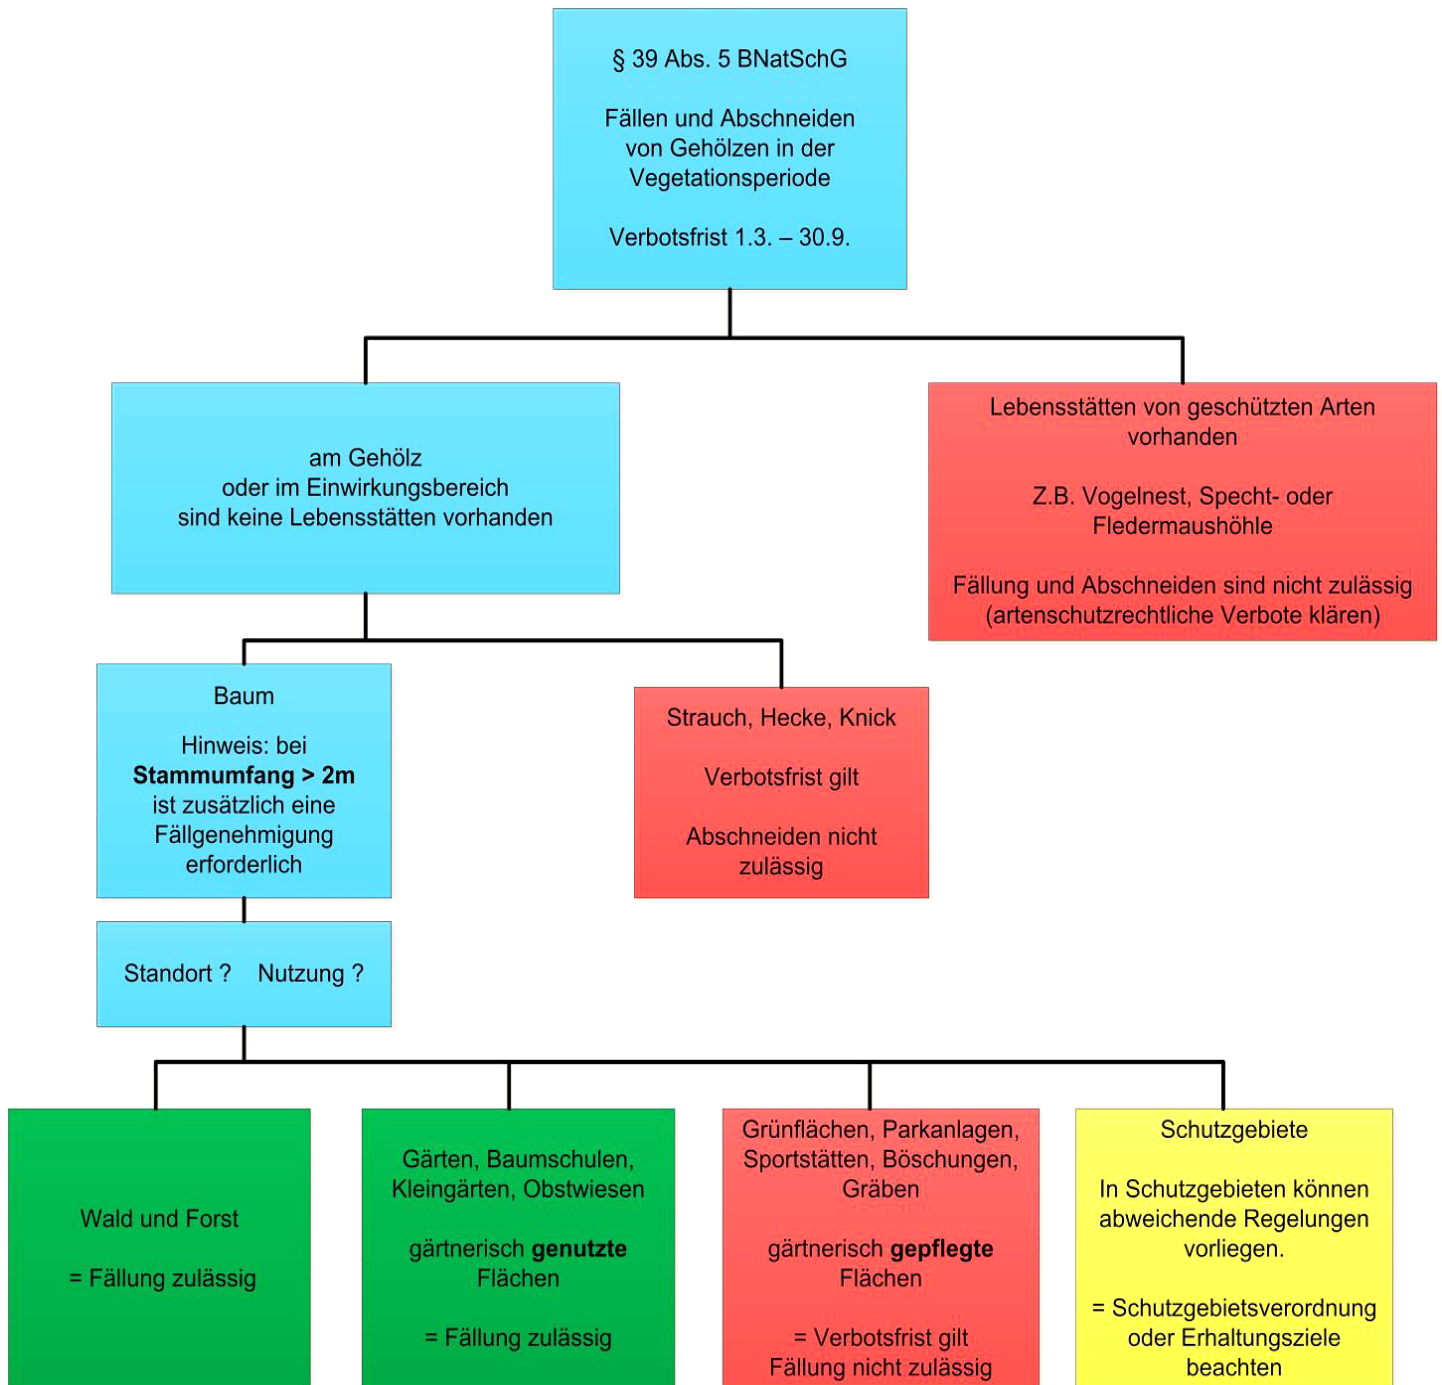 § 39 Abs. 5 BNatSchG
Fällen und Abschneiden
von Gehölzen in der
Vegetationsperiode
Verbotsfrist 1.3. – 30.9.
am Gehölz
oder im Einwirkungsbereich
sind keine Lebensstätten vorhanden
Lebensstätten von geschützten Arten
vorhanden
Z.B. Vogelnest, Specht- oder
Fledermaushöhle
Fällung und Abschneiden sind nicht zulässig
(artenschutzrechtliche Verbote klären)
Baum
Hinweis: bei
Stammumfang > 2m
ist zusätzlich eine
Fällgenehmigung
erforderlich
Strauch, Hecke, Knick
Verbotsfrist gilt
Abschneiden nicht
zulässig
Standort ? Nutzung ?
Wald und Forst
= Fällung zulässig
Gärten, Baumschulen,
Kleingärten, Obstwiesen
gärtnerisch genutzte
Flächen
= Fällung zulässig
Grünflächen, Parkanlagen,
Sportstätten, Böschungen,
Gräben
gärtnerisch gepflegte
Flächen
= Verbotsfrist gilt
Fällung nicht zulässig
Schutzgebiete
In Schutzgebieten können
abweichende Regelungen
vorliegen.
= Schutzgebietsverordnung
oder Erhaltungsziele
beachten